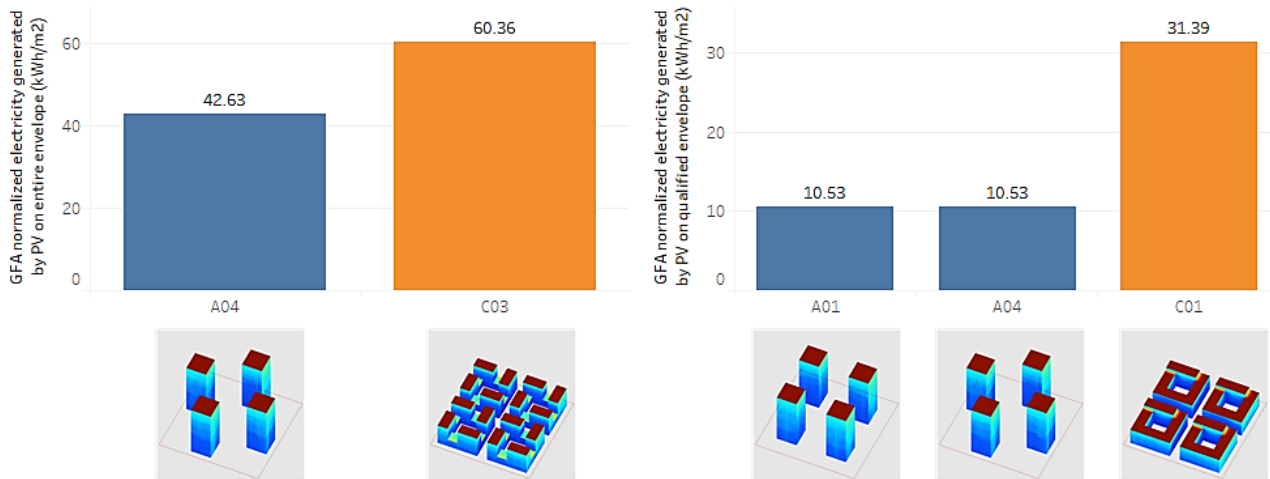 GFA normalized electricity generated
by PV on entire envelope (kWh/m2)
60
40
20
0
42.63
60.36
A04
C03
GFA normalized electricity generated
by PV on qualified envelope (kWh/m2)
30
20
10
0
10.53
10.53
31.39
A01
A04
C01